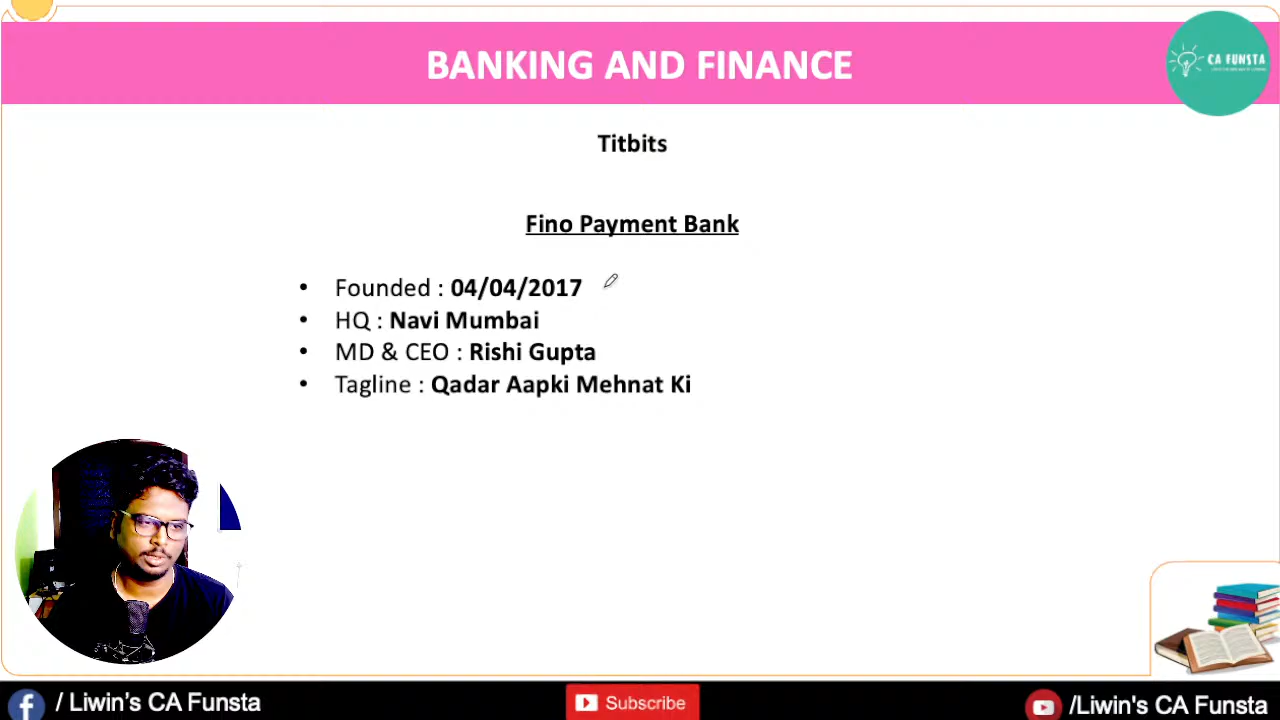 BANKING AND FINANCE
CA FUNSTA
Titbits
Fino Payment Bank
• Founded : 04/04/2017
• HQ : Navi Mumbai
• MD & CEO : Rishi Gupta
• Tagline : Qadar Aapki Mehnat Ki
/ Liwin's CA Funsta
Subscribe
/Liwin's CA Funsta